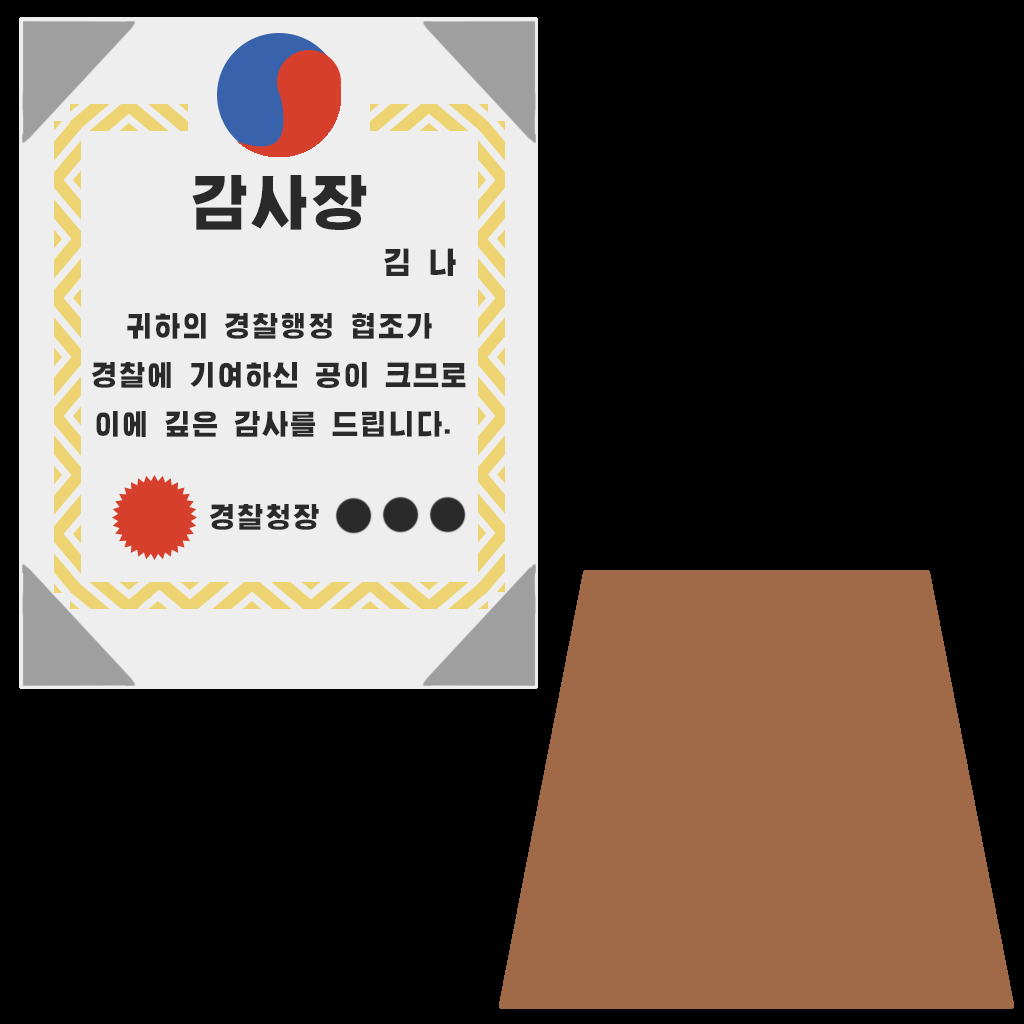 감사장
김 나
귀하의 경찰행정 협조가
경찰에 기여하신 공이 크므로
이에 깊은 감사를 드립니다.
경찰청장 ●●●